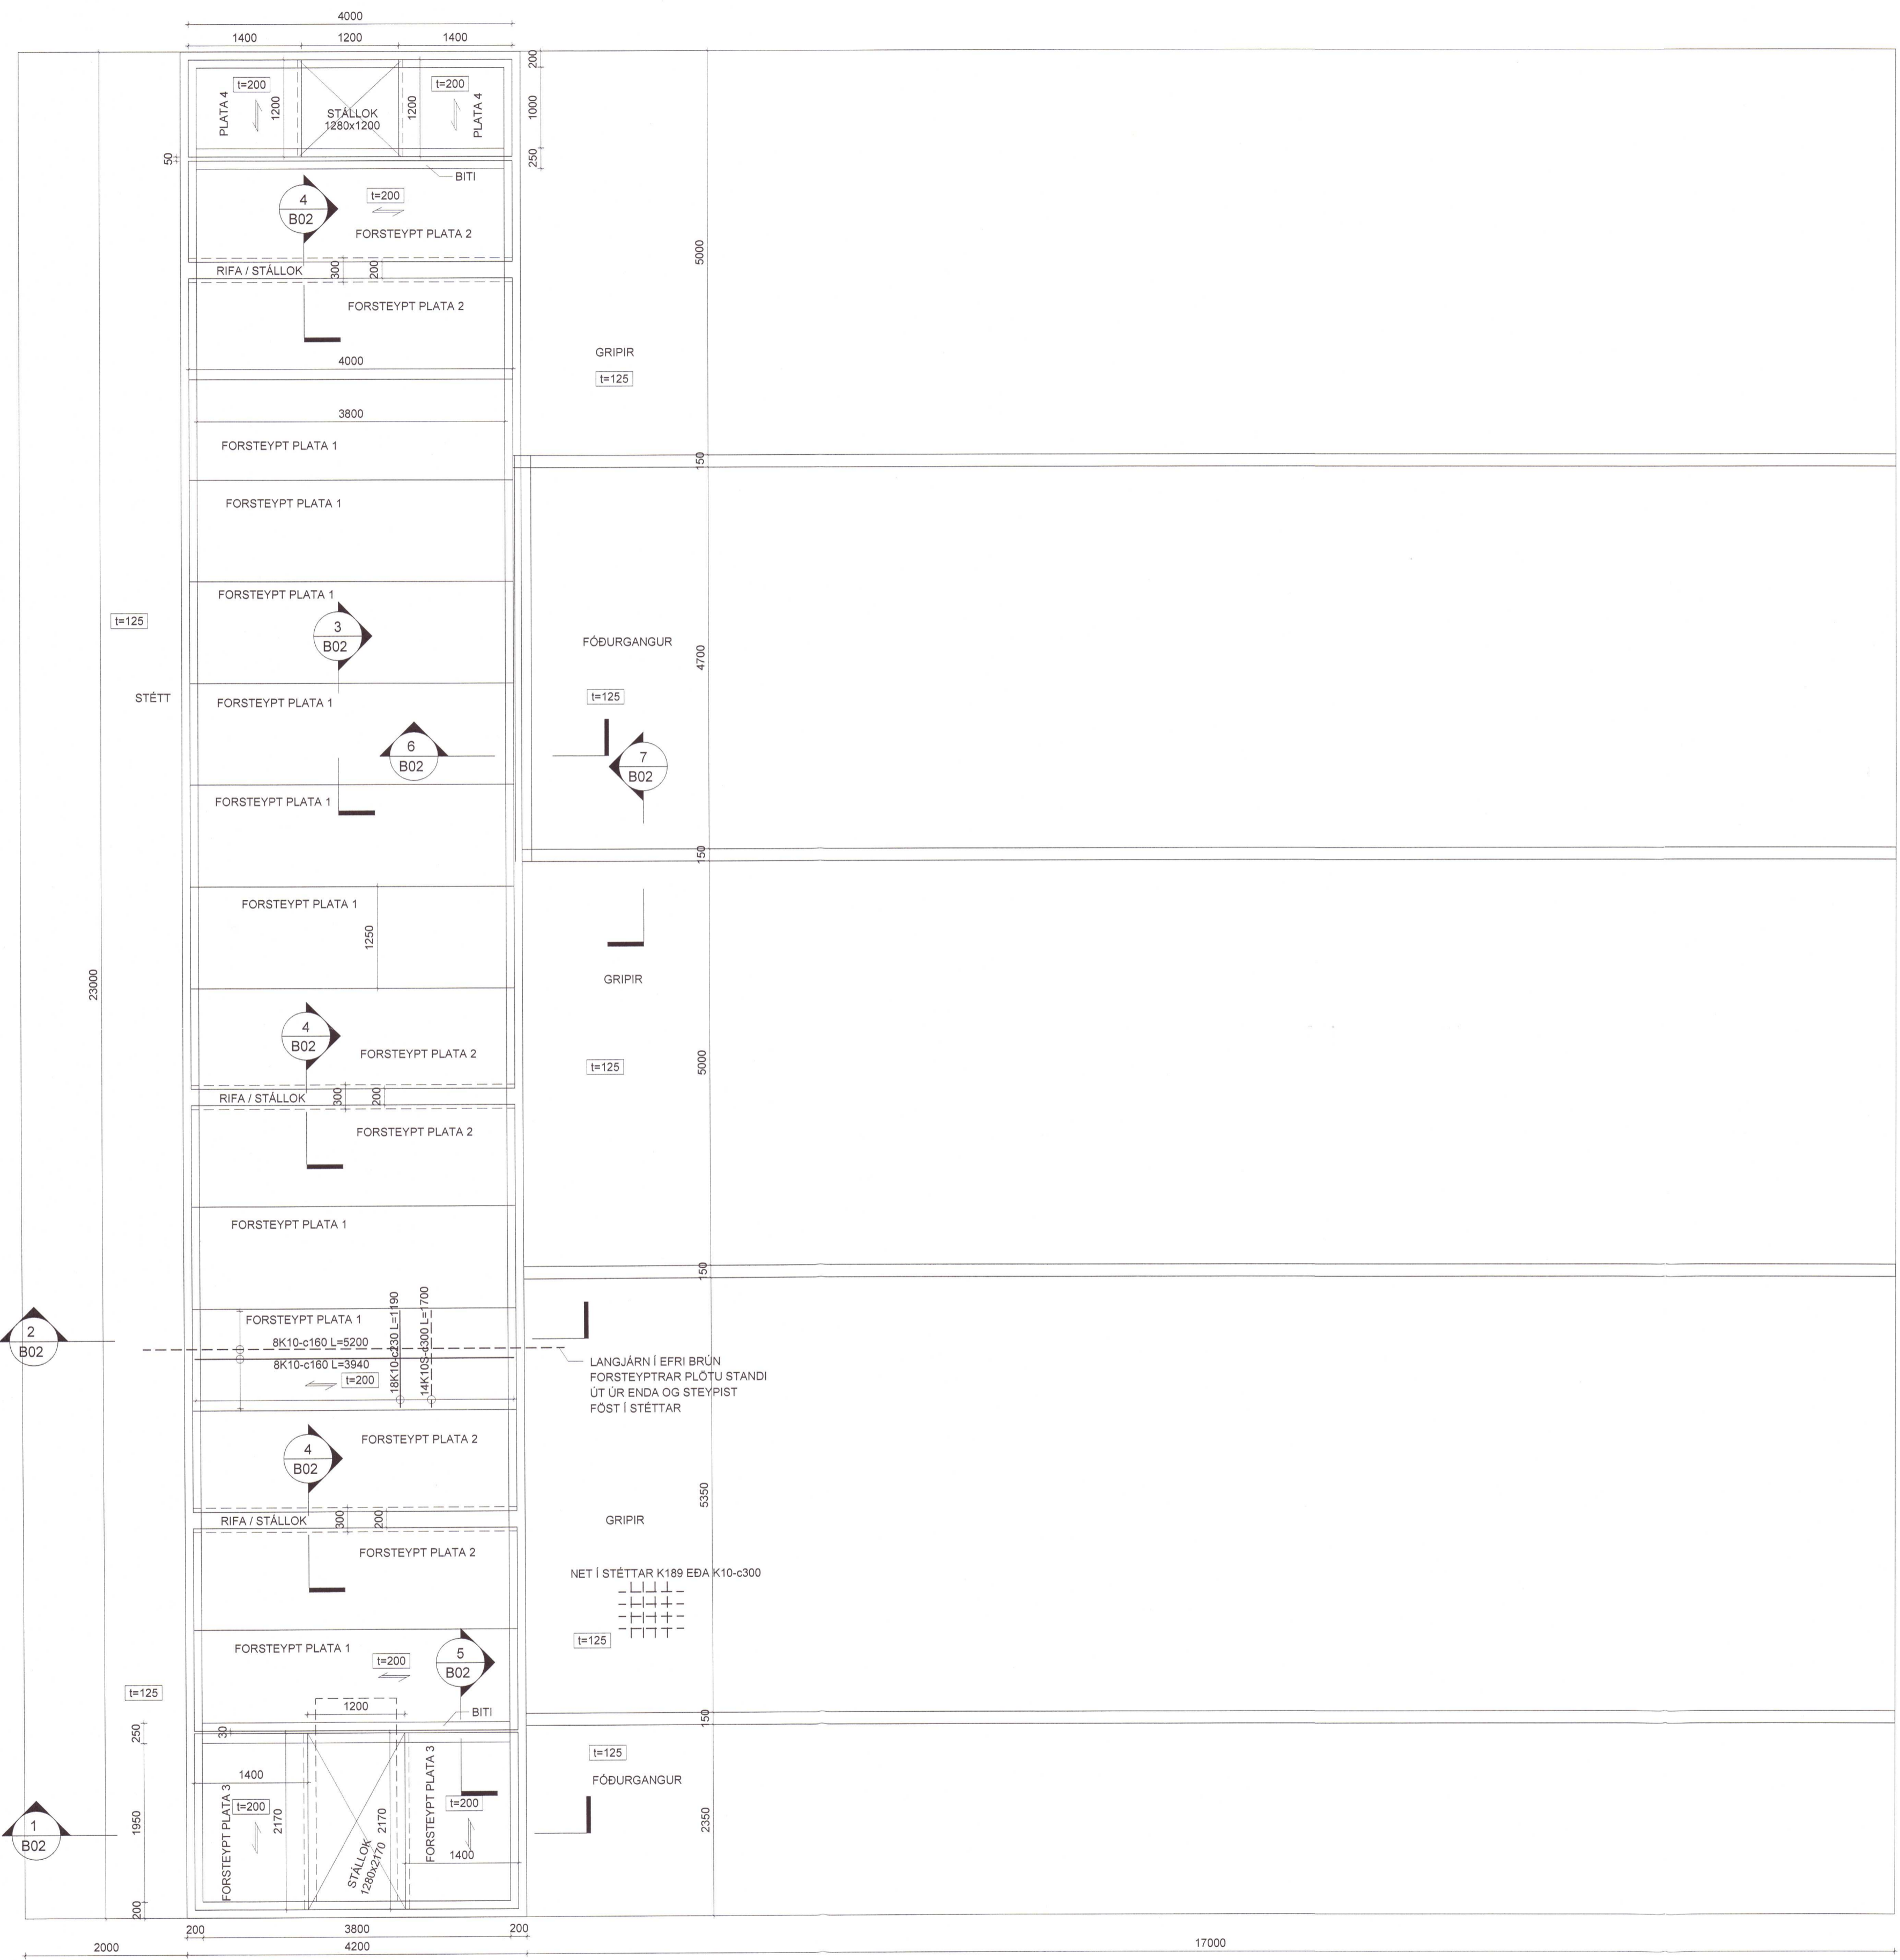 4000
1400
1200
1400
200
t=200
t=200
PLATA 4
1200
STÁLLOK
1280x1200
1200
PLATA 4
1000
50
250
BITI
4
B02
t=200
FORSTEYPT PLATA 2
5000
RIFA / STÁLLOK
300
200
FORSTEYPT PLATA 2
GRIPIR
t=125
4000
3800
FORSTEYPT PLATA 1
150
FORSTEYPT PLATA 1
FORSTEYPT PLATA 1
t=125
3
B02
FÓÐURGANGUR
4700
STÉTT
FORSTEYPT PLATA 1
t=125
6
B02
7
B02
FORSTEYPT PLATA 1
150
FORSTEYPT PLATA 1
1250
23000
GRIPIR
4
B02
FORSTEYPT PLATA 2
t=125
5000
RIFA / STÁLLOK
300
200
FORSTEYPT PLATA 2
FORSTEYPT PLATA 1
150
2
B02
FORSTEYPT PLATA 1
8K10-c160 L=5200
8K10-c160 L=3940
t=200
18K10-c230 L=1190
14K10S-c300 L=1700
LANGJÁRN Í EFRI BRÚN
FORSTEYPTRAR PLÖTU STANDI
ÚT ÚR ENDA OG STEYPIST
FÖST Í STÉTTAR
4
B02
FORSTEYPT PLATA 2
5350
RIFA / STÁLLOK
300
200
GRIPIR
FORSTEYPT PLATA 2
NET Í STÉTTAR K189 EÐA K10-c300
t=125
FORSTEYPT PLATA 1
t=200
5
B02
t=125
1200
BITI
150
250
30
t=125
FÓÐURGANGUR
1400
FORSTEYPT PLATA 3
t=200
2170
2170
STÁLLOK
1280x2170
FORSTEYPT PLATA 3
t=200
1400
1
B02
1950
2350
200
200
3800
200
2000
4200
17000